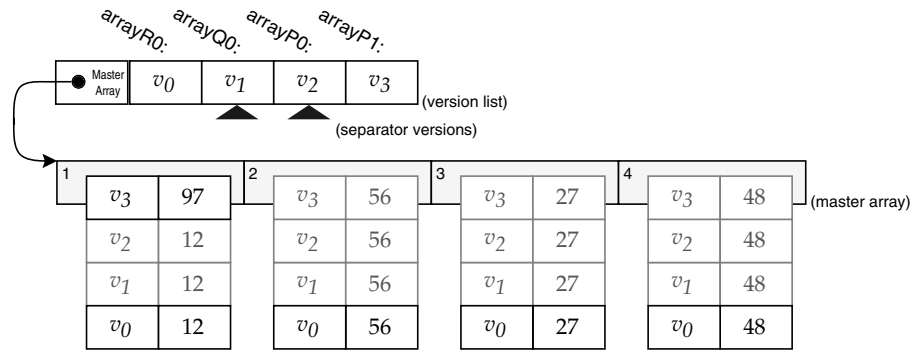 arrayR0: arrayQ0: arrayP0: arrayP1:
Master Array v0 v1 v2 v3
(version list)
(separator versions)
1 2 3 4
(master array)
v3 97 v3 56 v3 27 v3 48
v2 12 v2 56 v2 27 v2 48
v1 12 v1 56 v1 27 v1 48
v0 12 v0 56 v0 27 v0 48